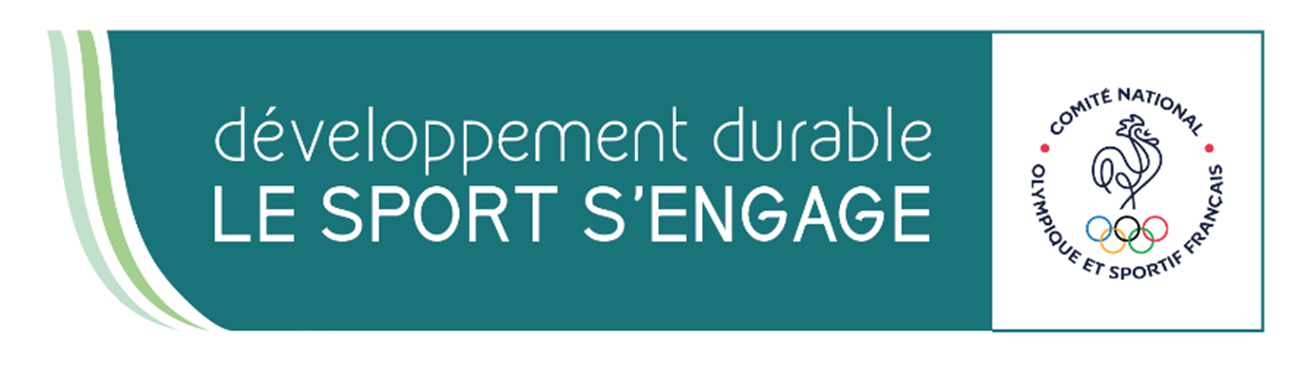 développement durable
LE SPORT S'ENGAGE
COMITÉ NATIONAL
OLYMPIQUE ET SPORTIF FRANÇAIS